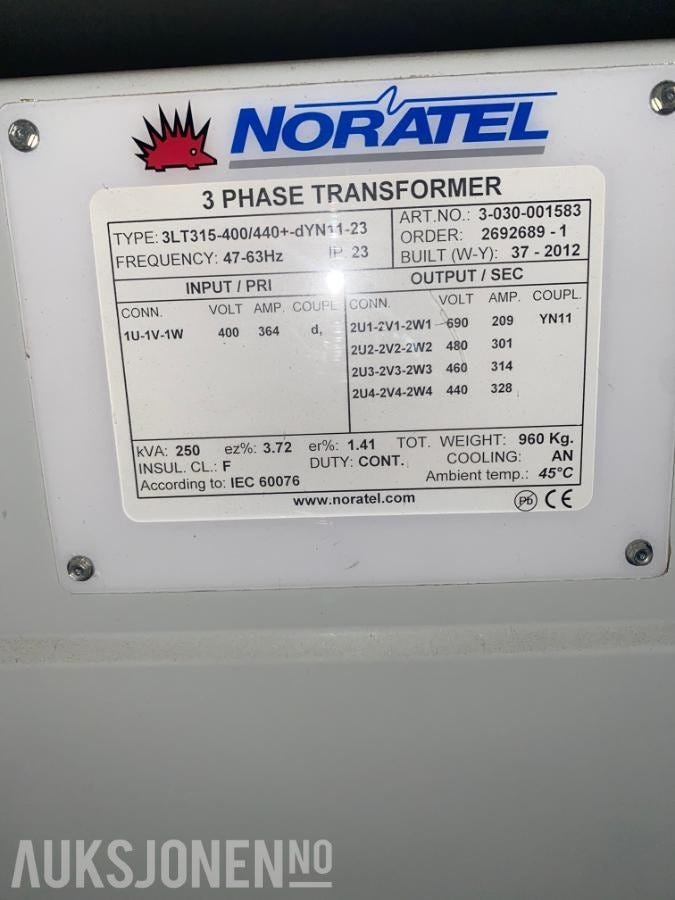 NORATEL
3 PHASE TRANSFORMER
TYPE: 3LT315-400/440+-dYN11-23
FREQUENCY: 47-63Hz IP 23
ART.NO.: 3-030-001583
ORDER: 2692689 - 1
BUILT (W-Y): 37 - 2012
INPUT / PRI
CONN. VOLT AMP. COUPL
1U-1V-1W 400 364 d,
OUTPUT / SEC
CONN. VOLT AMP. COUPL.
2U1-2V1-2W1 690 209 YN11
2U2-2V2-2W2 480 301
2U3-2V3-2W3 460 314
2U4-2V4-2W4 440 328
kVA: 250 ez%: 3.72 er%: 1.41 TOT. WEIGHT: 960 Kg.
INSUL. CL.: F DUTY: CONT. COOLING: AN
According to: IEC 60076 Ambient temp.: 45°C
www.noratel.com Pb CE
AUKSJONEN.NO